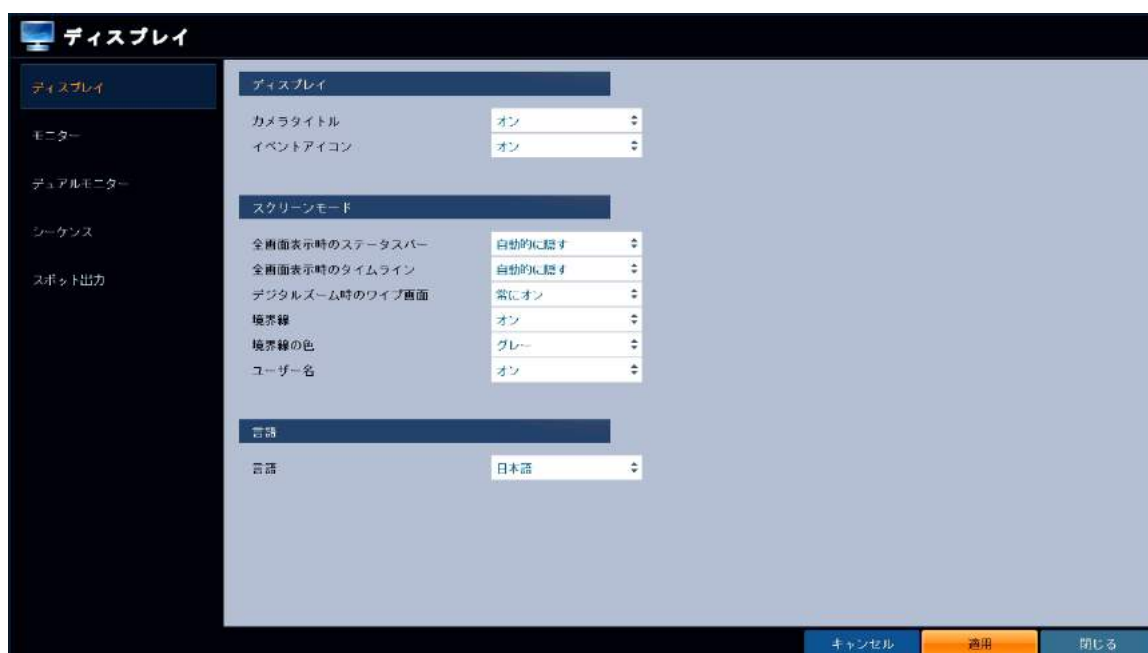 ディスプレイ
ディスプレイ
モニター
デュアルモニター
シーケンス
スポット出力
ディスプレイ
カメラタイトル オン
イベントアイコン オン
スクリーンモード
全画面表示時のステータスバー 自動的に隠す
全画面表示時のタイムライン 自動的に隠す
デジタルズーム時のワイプ画面 常にオン
境界線 オン
境界線の色 グレー
ユーザー名 オン
言語
言語 日本語
キャンセル 適用 閉じる